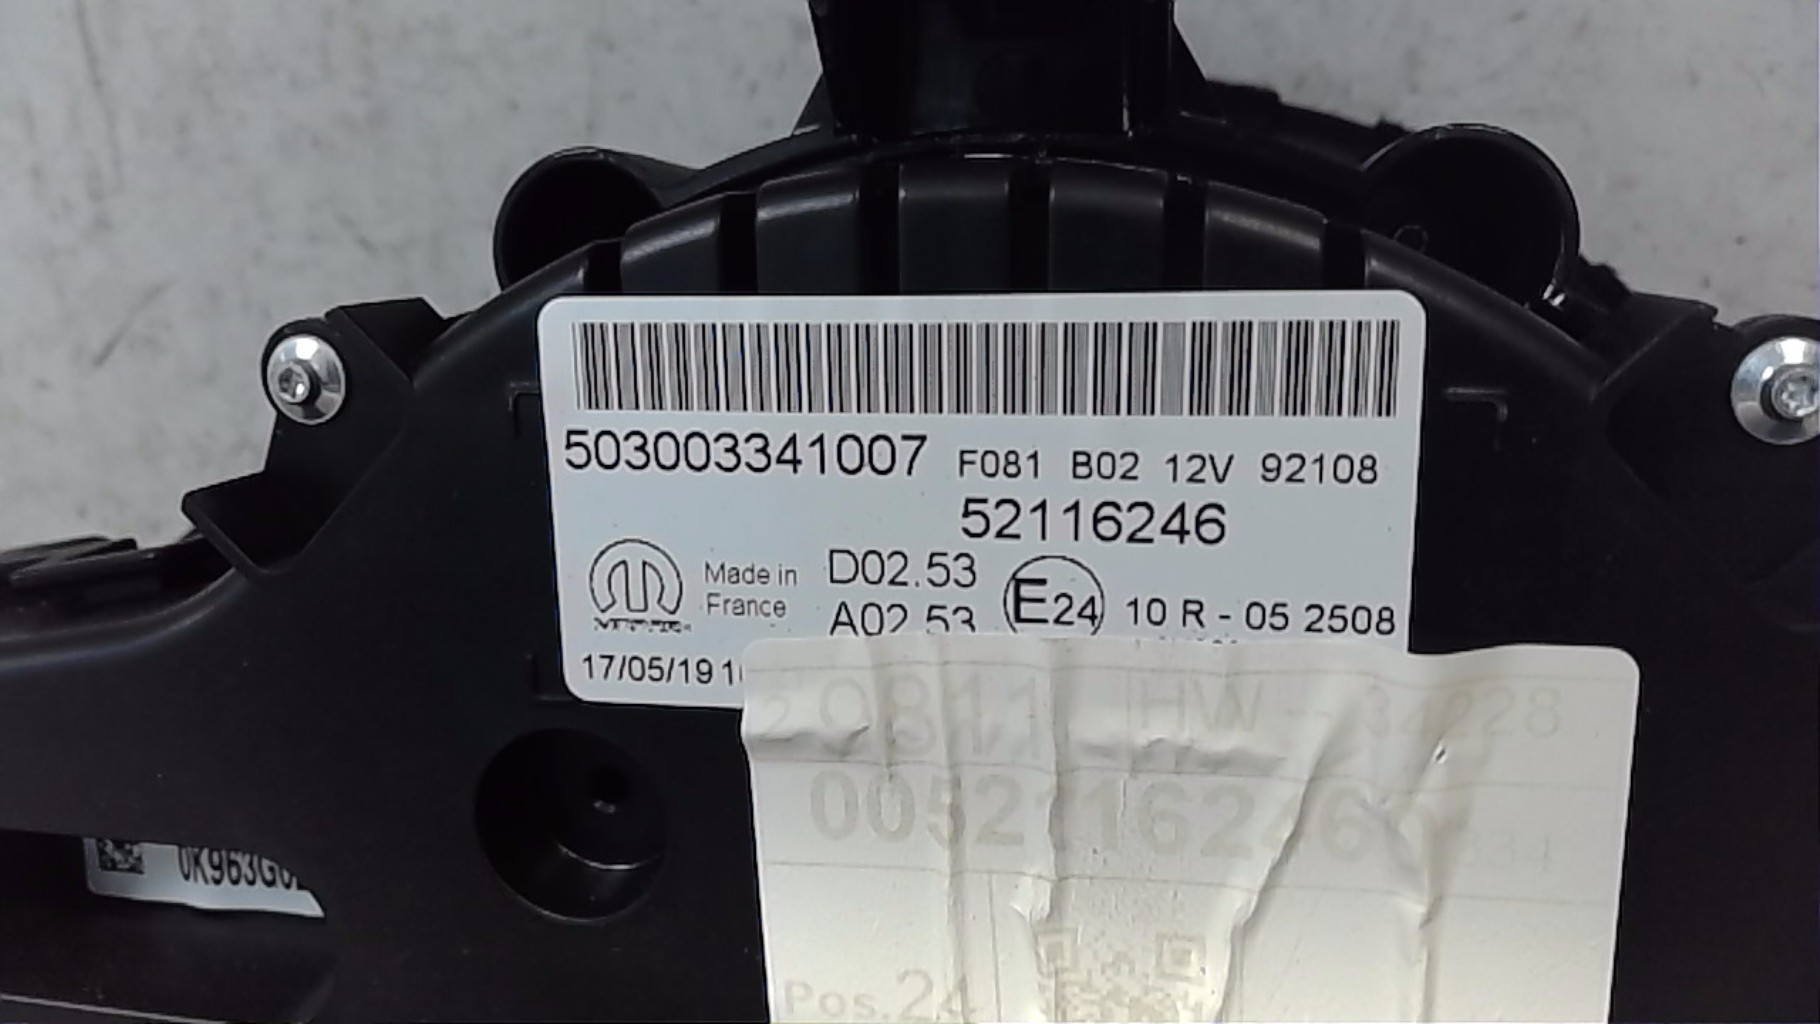 503003341007 F081 B02 12V 92108
52116246
Made in France
D02.53
A02.53
E24 10 R - 05 2508
17/05/19
HW
0052116246
Pos.24